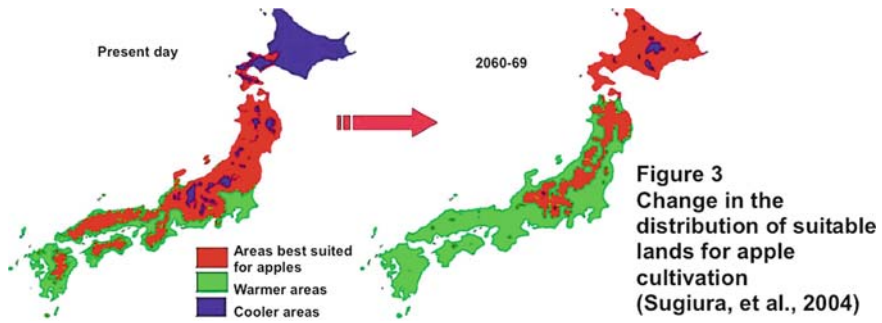 Present day
2060-69
Areas best suited
for apples
Warmer areas
Cooler areas
Figure 3
Change in the
distribution of suitable
lands for apple
cultivation
(Sugiura, et al., 2004)